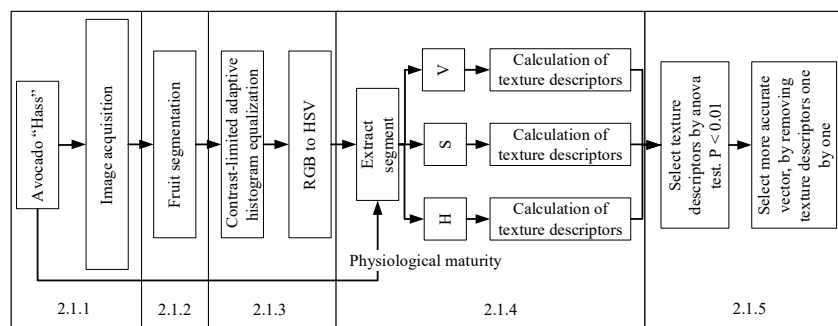 Avocado “Hass”
Image acquisition
Fruit segmentation
Contrast-limited adaptive
histogram equalization
RGB to HSV
Extract
segment
V
S
H
Calculation of
texture descriptors
Calculation of
texture descriptors
Calculation of
texture descriptors
Select texture
descriptors by anova
test. P < 0.01
Select more accurate
vector, by removing
texture descriptors one
by one
Physiological maturity
2.1.1
2.1.2
2.1.3
2.1.4
2.1.5